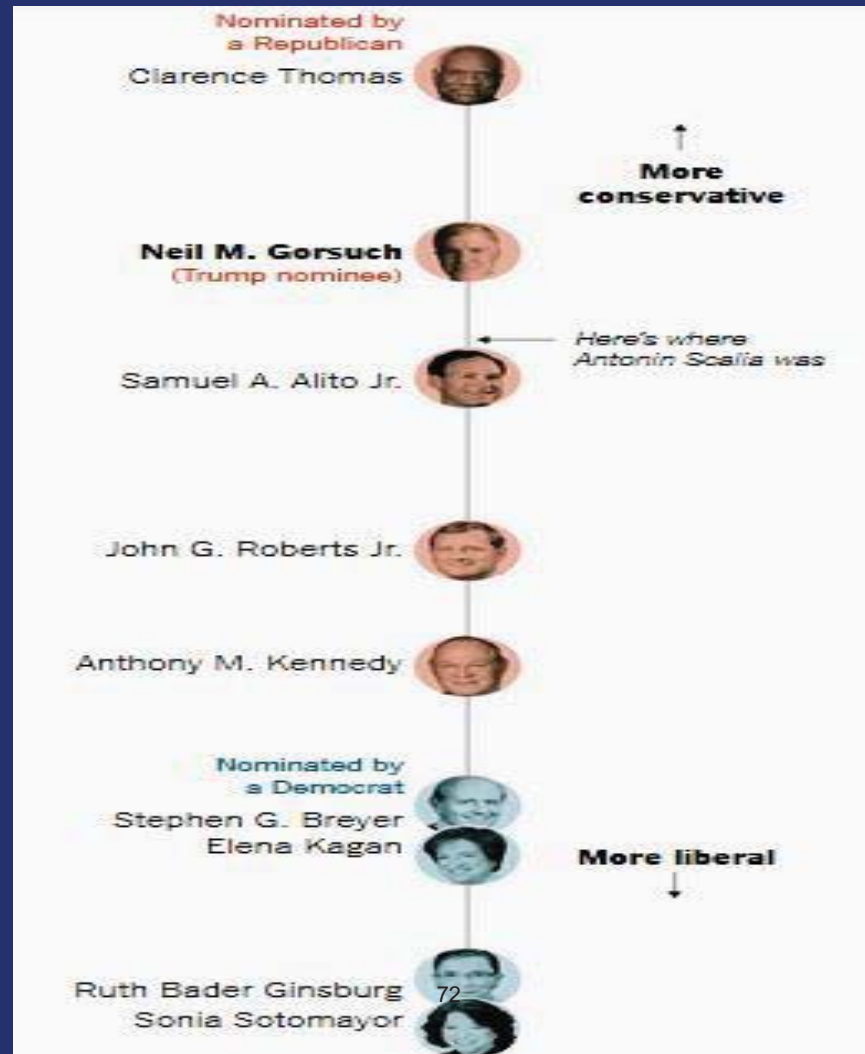 Nominated by
a Republican
Clarence Thomas
More
conservative
Neil M. Gorsuch
(Trump nominee)
Here's where
Antonin Scalia was
Samuel A. Alito Jr.
John G. Roberts Jr.
Anthony M. Kennedy
Nominated by
a Democrat
Stephen G. Breyer
Elena Kagan
More liberal
Ruth Bader Ginsburg
72
Sonia Sotomayor